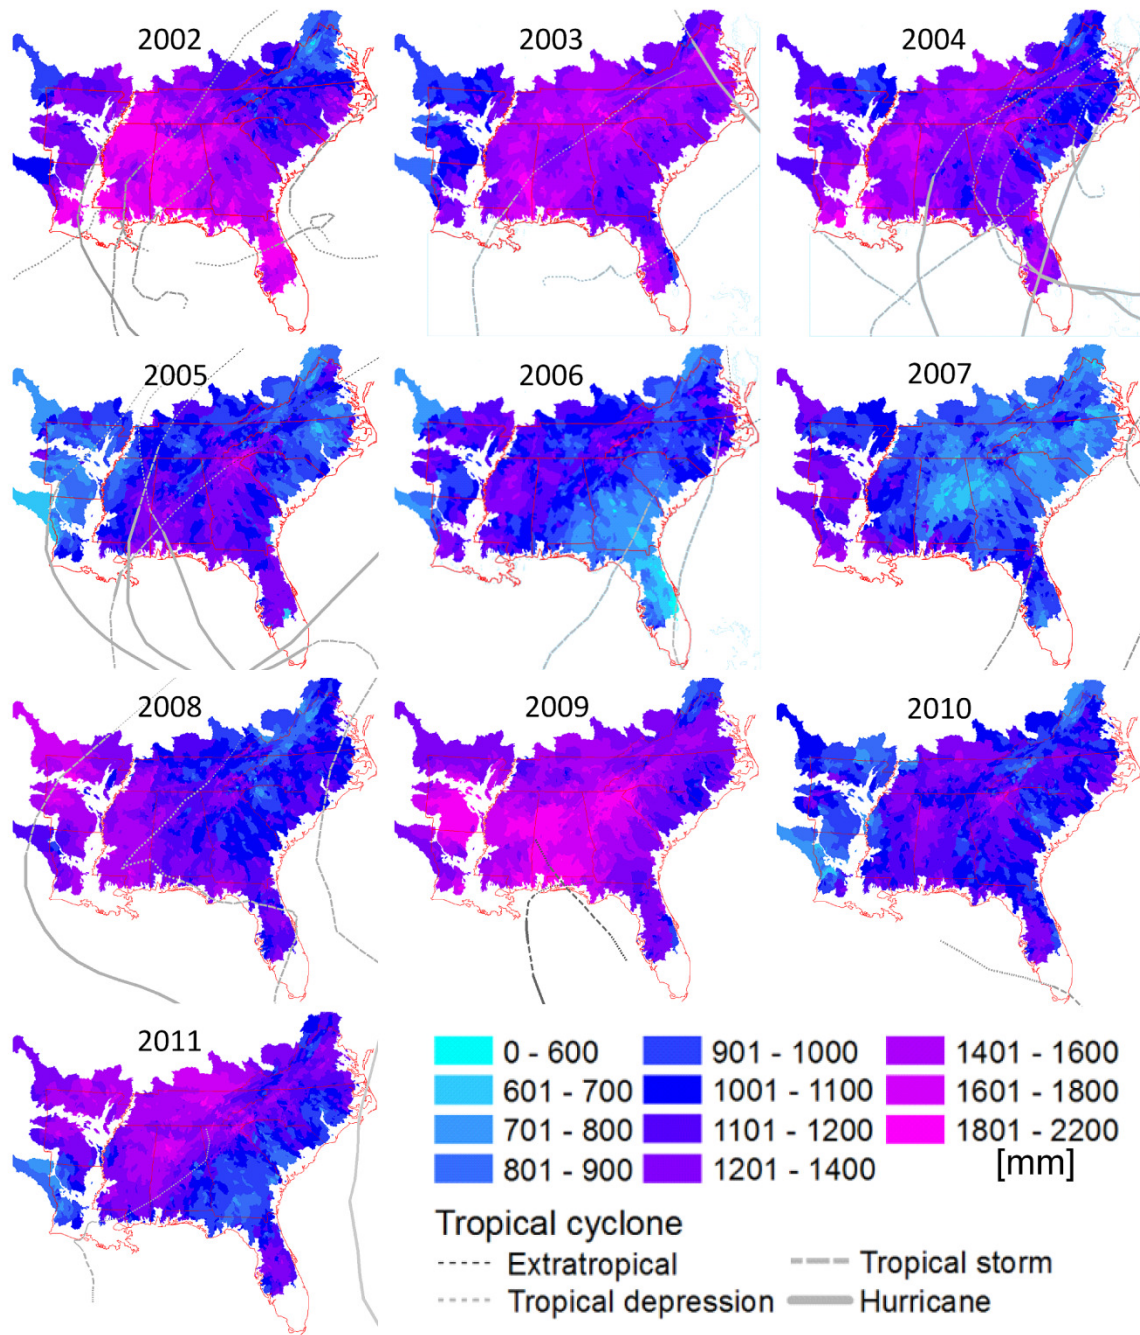 2002
2003
2004
2005
2006
2007
2008
2009
2010
2011
0 - 600
901 - 1000
1401 - 1600
601 - 700
1001 - 1100
1601 - 1800
701 - 800
1101 - 1200
1801 - 2200
801 - 900
1201 - 1400
[mm]
Tropical cyclone
Extratropical
Tropical storm
Tropical depression
Hurricane